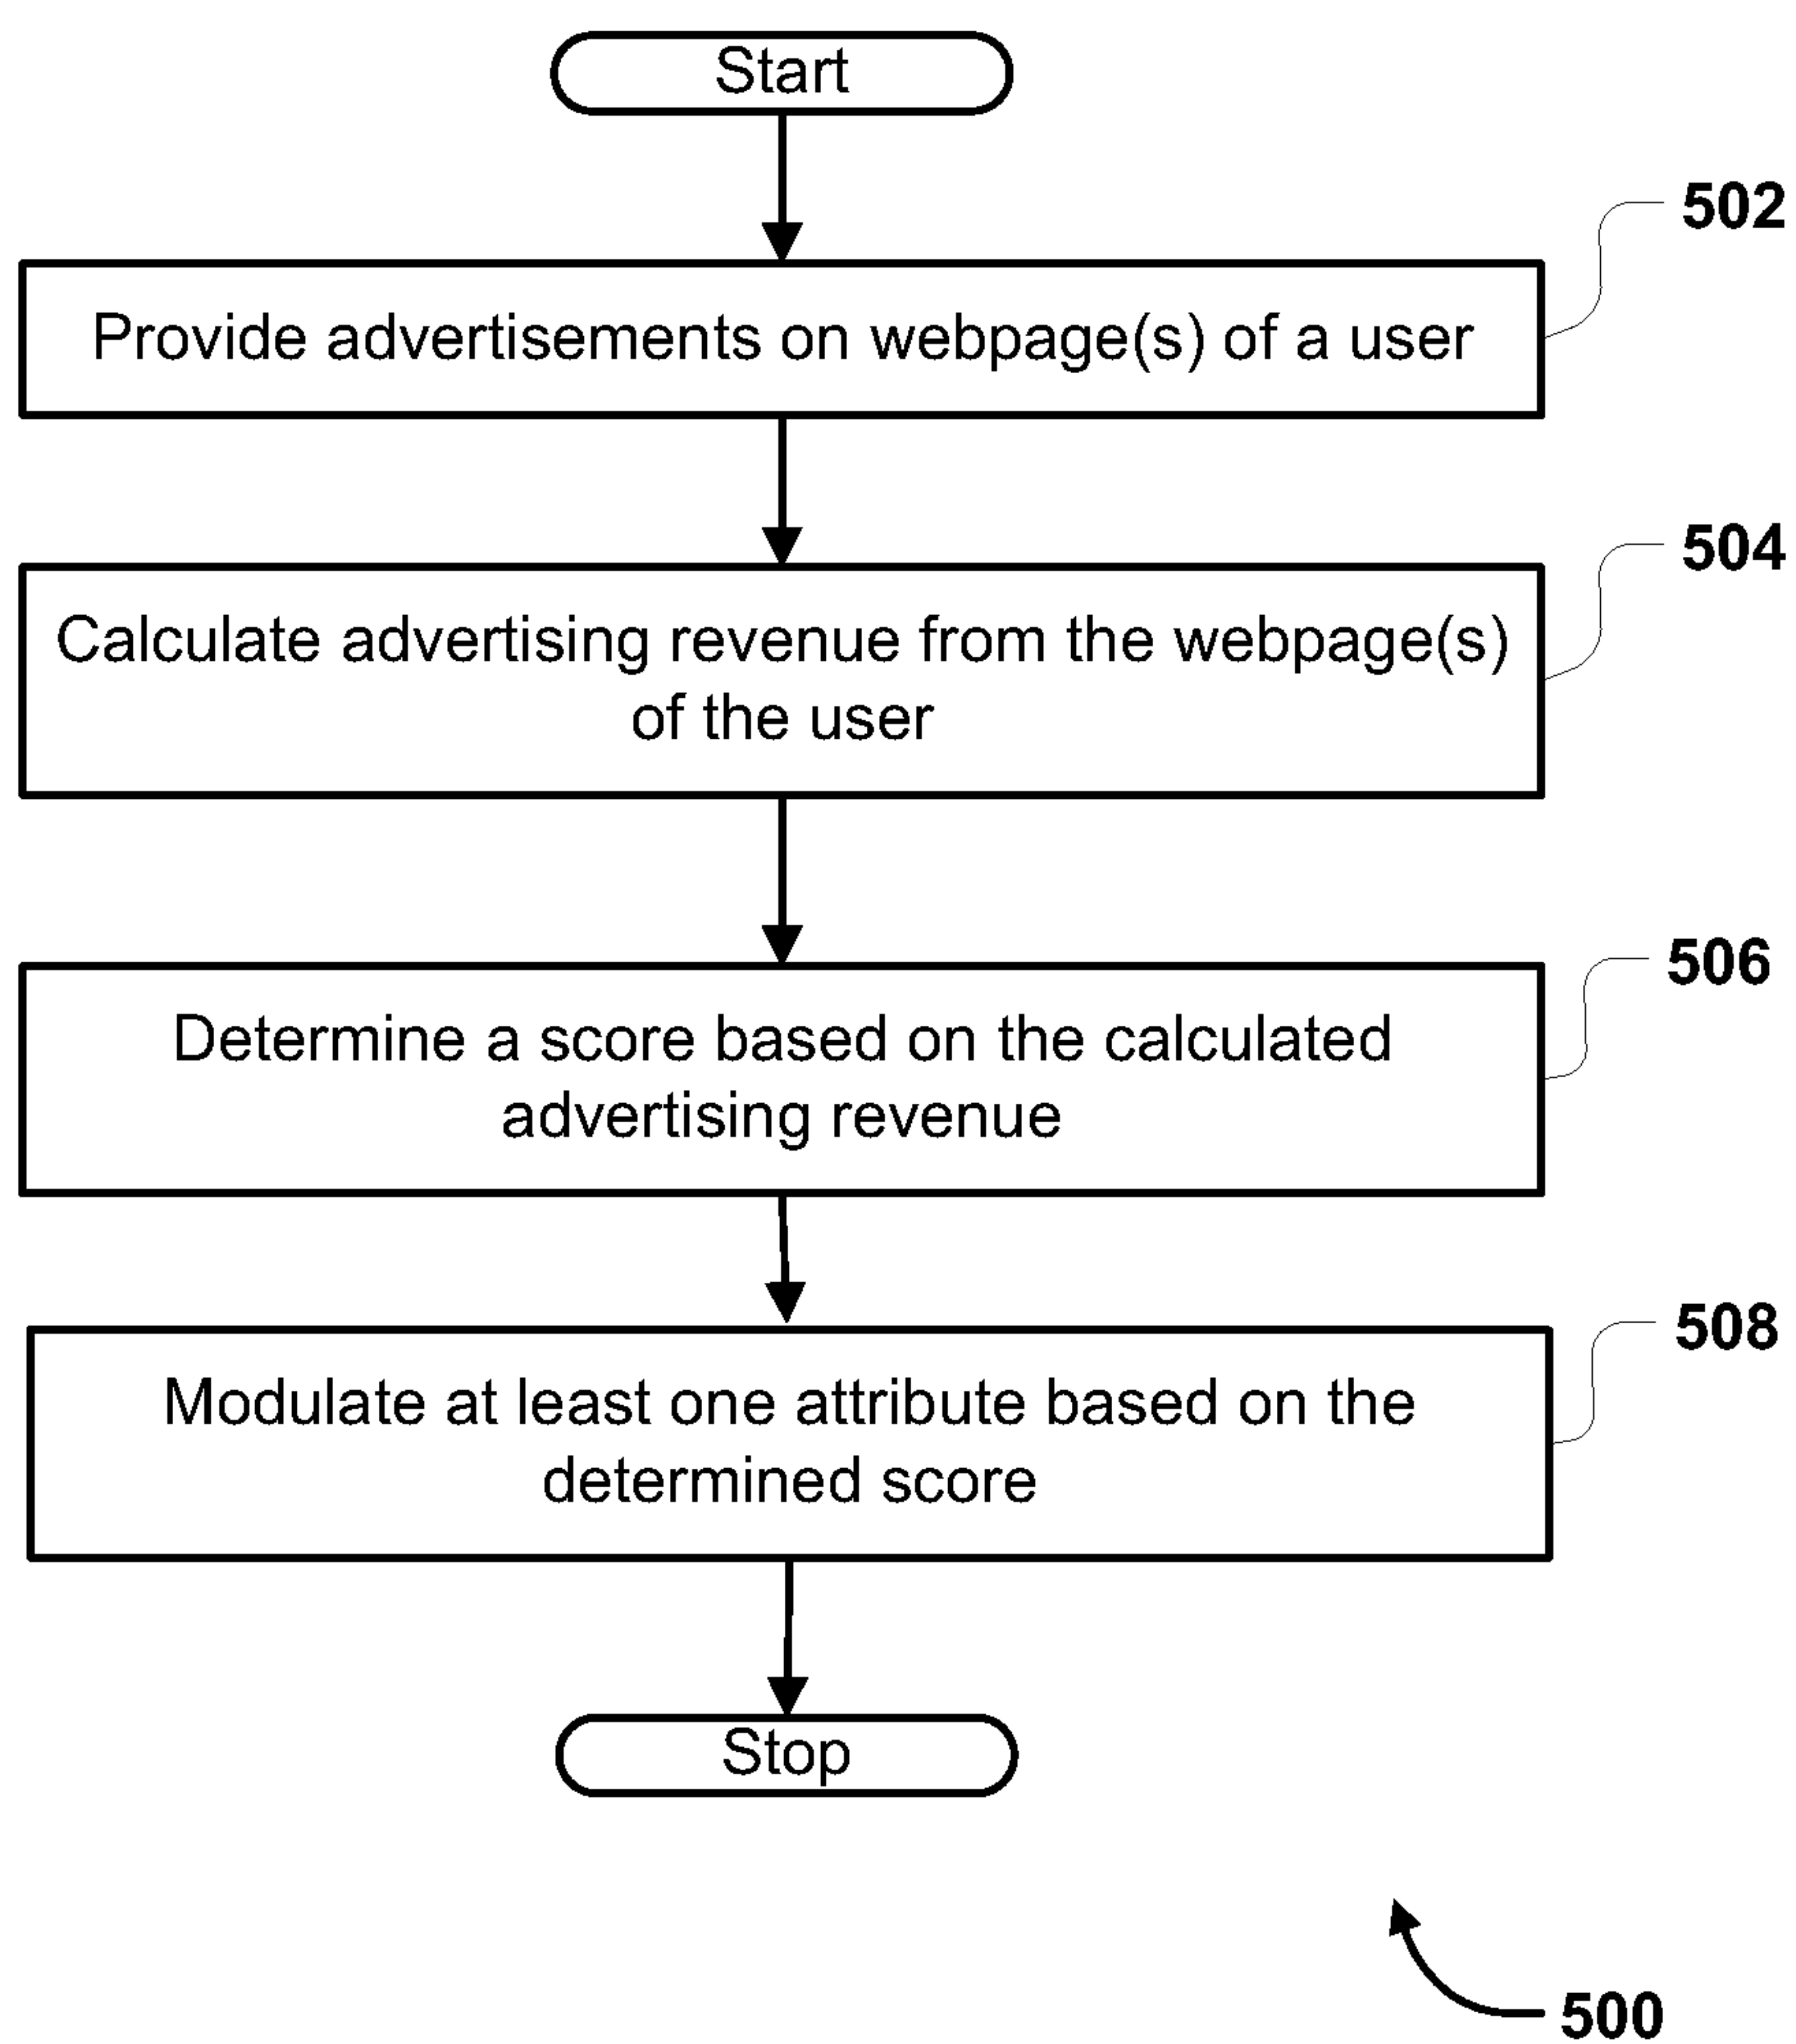 Start
502
Provide advertisements on webpage(s) of a user
504
Calculate advertising revenue from the webpage(s)
of the user
506
Determine a score based on the calculated
advertising revenue
508
Modulate at least one attribute based on the
determined score
Stop
500